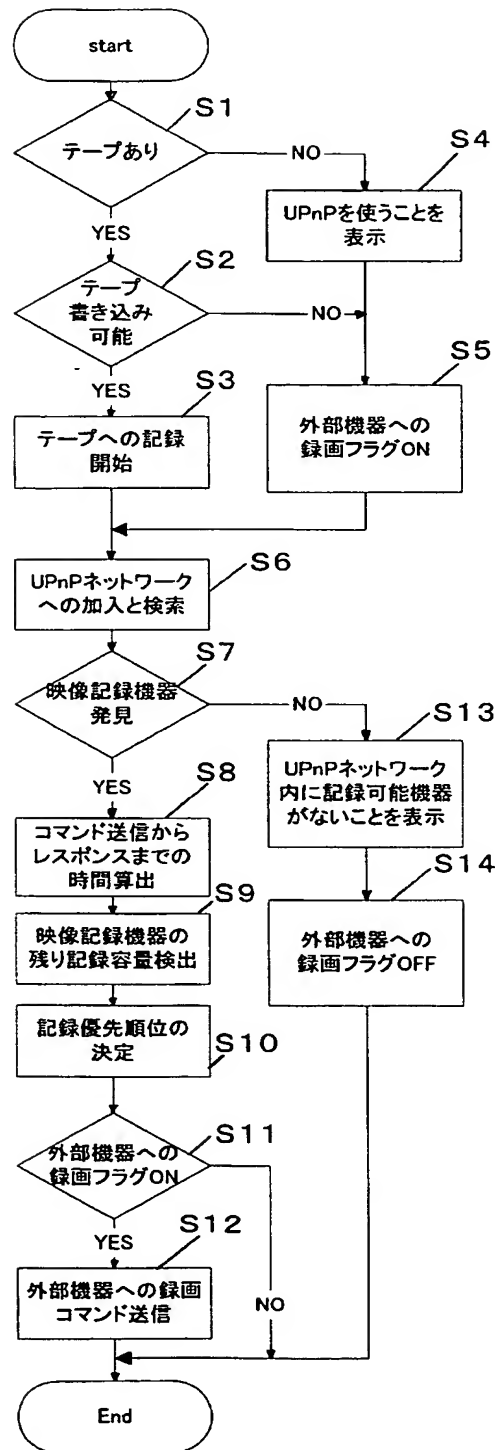 start
S1
テープあり
NO
S4
UPnPを使うことを
表示
YES
S2
テープ
書き込み
可能
NO
YES
S3
テープへの記録
開始
S5
外部機器への
録画フラグON
S6
UPnPネットワーク
への加入と検索
S7
映像記録機器
発見
NO
S13
UPnPネットワーク
内に記録可能機器
がないことを表示
YES
S8
コマンド送信から
レスポンスまでの
時間算出
S14
外部機器への
録画フラグOFF
S9
映像記録機器の
残り記録容量検出
記録優先順位の
決定
S10
S11
外部機器への
録画フラグON
YES
S12
外部機器への録画
コマンド送信
NO
End